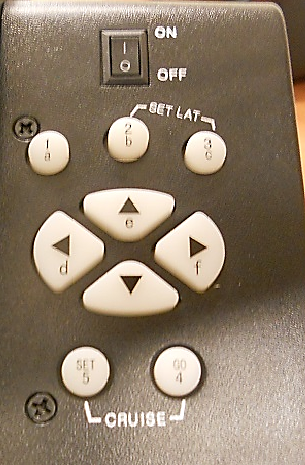 ON
I
O
OFF
SET LAT
1
a
2
b
3
c
e
d
f
SET
5
GO
4
CRUISE